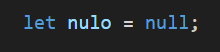 let nulo = null;